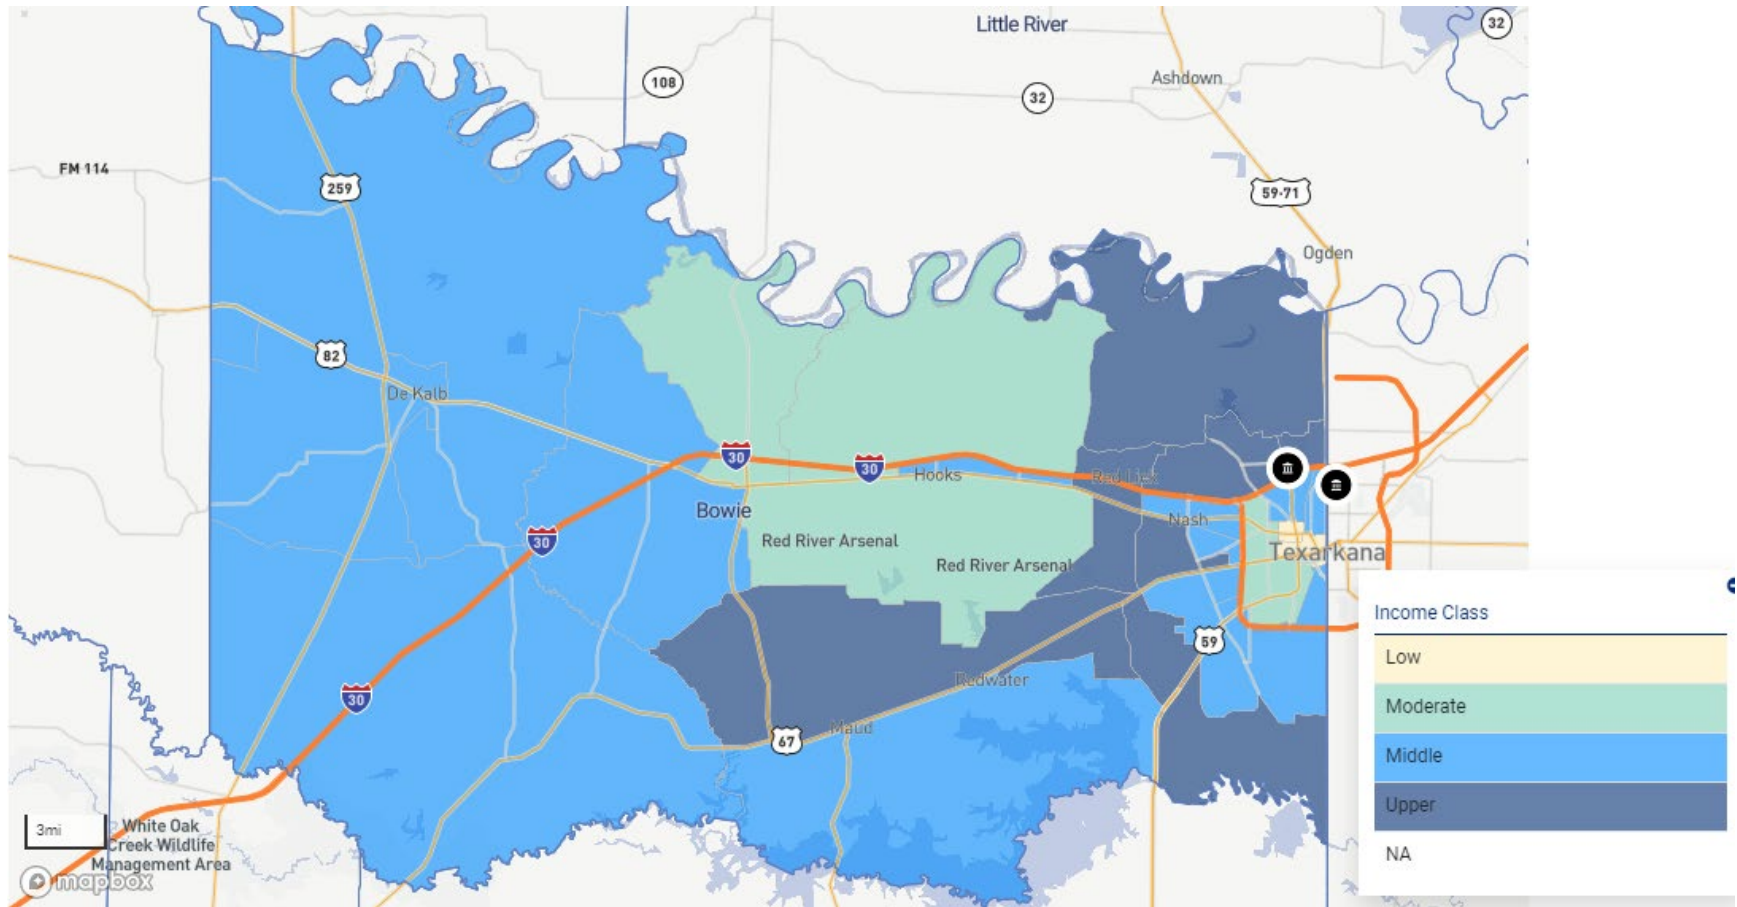 Little River
32
Ashdown
108
32
FM 114
259
59-71
Ogden
82
De Kalb
30
30
Hooks
Red Lick
Bowie
Nash
30
Red River Arsenal
Texarkana
Red River Arsenal
Income Class
59
Low
Redwater
30
Moderate
Maud
67
Middle
Upper
3mi
White Oak
Creek Wildlife
Management Area
NA
mapbox